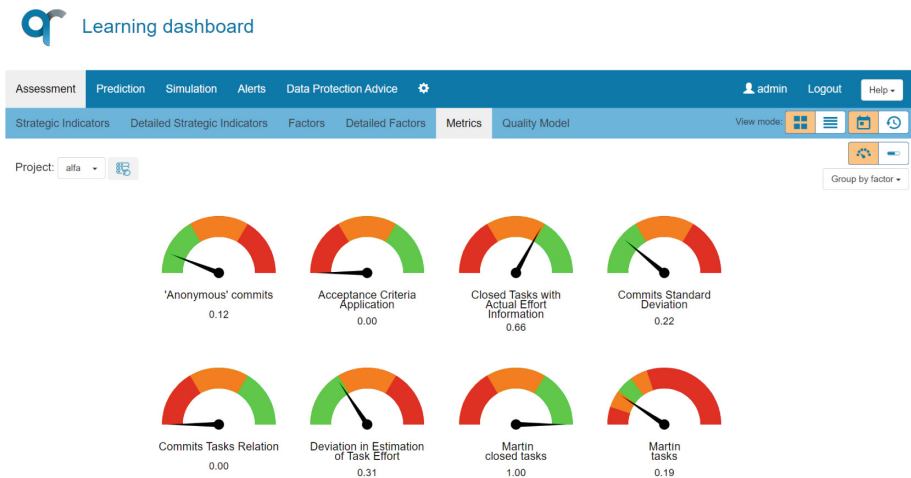 qr Learning dashboard
Assessment Prediction Simulation Alerts Data Protection Advice admin Logout Help
Strategic Indicators Detailed Strategic Indicators Factors Detailed Factors Metrics Quality Model View mode:
Project: alfa
Group by factor
'Anonymous' commits
0.12
Acceptance Criteria
Application
0.00
Closed Tasks with
Actual Effort
Information
0.66
Commits Standard
Deviation
0.22
Commits Tasks Relation
0.00
Deviation in Estimation
of Task Effort
0.31
Martin
closed tasks
1.00
Martin
tasks
0.19